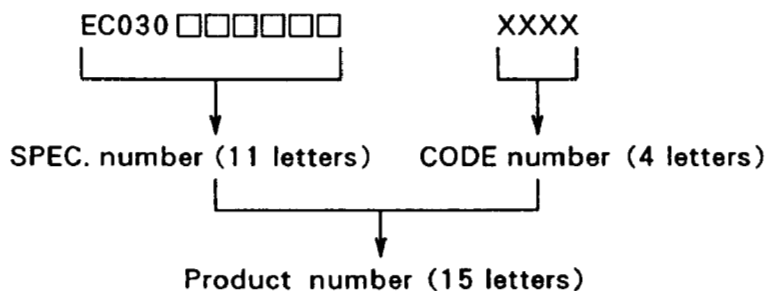 EC030□□□□□□ XXXX
SPEC. number (11 letters) CODE number (4 letters)
Product number (15 letters)